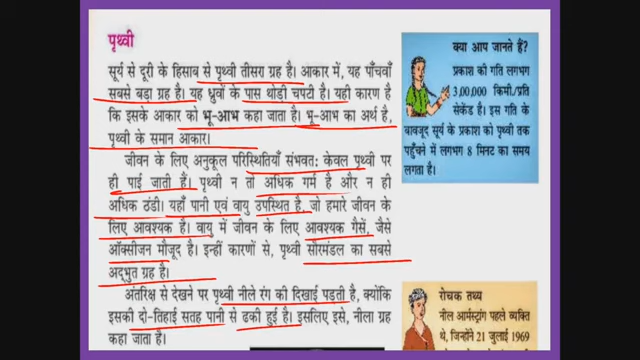 पृथ्वी
सूर्य से दूरी के हिसाब से पृथ्वी तीसरा ग्रह है। आकार में, यह पाँचवाँ
सबसे बड़ा ग्रह है। यह ध्रुवों के पास थोड़ी चपटी है। यही कारण है
कि इसके आकार को भू-आभ कहा जाता है। भू-आभ का अर्थ है,
पृथ्वी के समान आकार।
जीवन के लिए अनुकूल परिस्थितियाँ संभवत: केवल पृथ्वी पर
ही पाई जाती हैं। पृथ्वी न तो अधिक गर्म है और न ही
अधिक ठंडी। यहाँ पानी एवं वायु उपस्थित है, जो हमारे जीवन के
लिए आवश्यक है। वायु में जीवन के लिए आवश्यक गैसें, जैसे
ऑक्सीजन मौजूद है। इन्हीं कारणों से, पृथ्वी सौरमंडल का सबसे
अद्भुत ग्रह है।
अंतरिक्ष से देखने पर पृथ्वी नीले रंग की दिखाई पड़ती है, क्योंकि
इसकी दो-तिहाई सतह पानी से ढकी हुई है। इसलिए इसे, नीला ग्रह
कहा जाता है।
क्या आप जानते हैं?
प्रकाश की गति लगभग
3,00,000 किमी./प्रति
सेकेंड है। इस गति के
बावजूद सूर्य के प्रकाश को पृथ्वी तक
पहुँचने में लगभग 8 मिनट का समय
लगता है।
रोचक तथ्य
नील आर्मस्ट्रांग पहले व्यक्ति
थे, जिन्होंने 21 जुलाई 1969